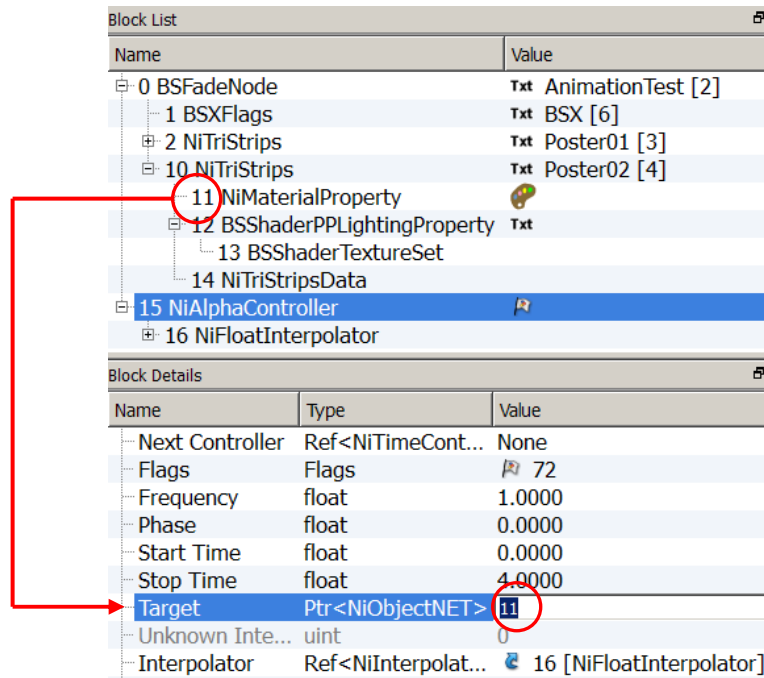 Block List
Name Value
0 BSFadeNode Txt AnimationTest [2]
1 BSXFlags Txt BSX [6]
2 NiTriStrips Txt Poster01 [3]
10 NiTriStrips Txt Poster02 [4]
11 NiMaterialProperty
12 BSShaderPPLightingProperty Txt
13 BSShaderTextureSet
14 NiTriStripsData
15 NiAlphaController
16 NiFloatInterpolator
Block Details
Name Type Value
Next Controller Ref<NiTimeCont... None
Flags Flags 72
Frequency float 1.0000
Phase float 0.0000
Start Time float 0.0000
Stop Time float 4.0000
Target Ptr<NiObjectNET> 11
Unknown Inte... uint 0
Interpolator Ref<NiInterpolat... 16 [NiFloatInterpolator]